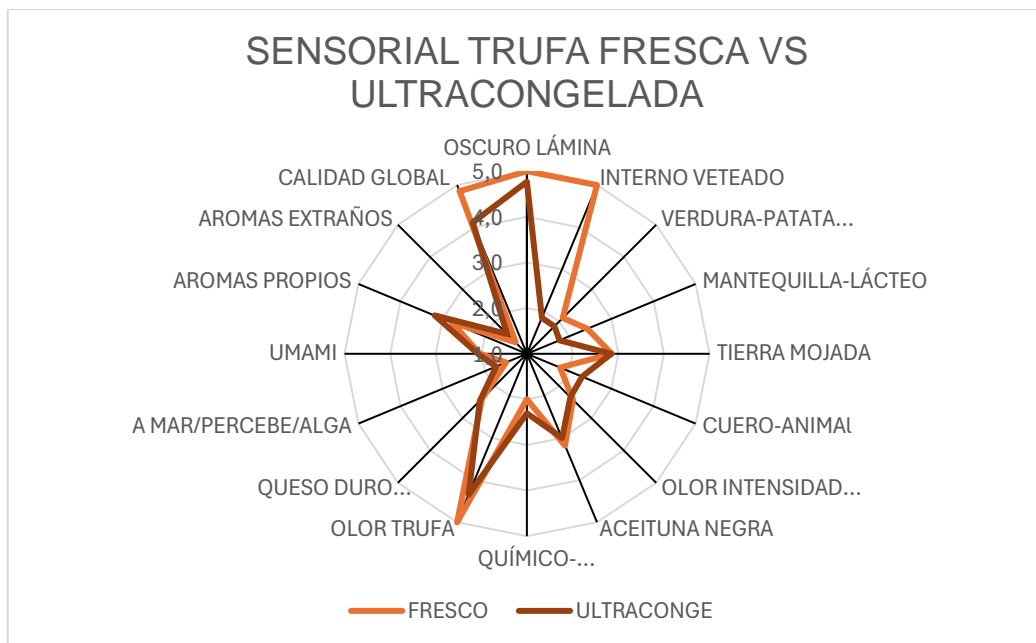 SENSORIAL TRUFA FRESCA VS
ULTRACONGELADA
OSCURO LÁMINA
INTERNO VETEADO
VERDURA-PATATA...
MANTEQUILLA-LÁCTEO
TIERRA MOJADA
CUERO-ANIMAl
OLOR INTENSIDAD...
ACEITUNA NEGRA
QUÍMICO-...
OLOR TRUFA
QUESO DURO...
A MAR/PERCEBE/ALGA
UMAMI
AROMAS PROPIOS
AROMAS EXTRAÑOS
CALIDAD GLOBAL
5,0
4,0
3,0
2,0
1,0
FRESCO
ULTRACONGE